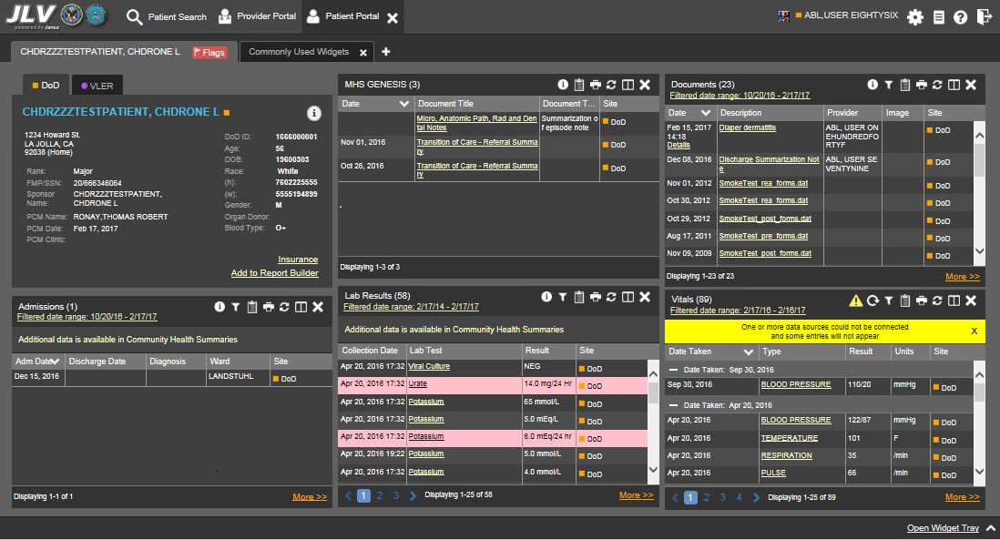 JLV
powered by Janus
Patient Search
Provider Portal
Patient Portal
ABL,USER EIGHTYSIX
CHDRZZZTESTPATIENT, CHDRONE L
Flags
Commonly Used Widgets
DoD
VLER
CHDRZZZTESTPATIENT, CHDRONE L
1234 Howard St.
LA JOLLA, CA
92038 (Home)
DoD ID: 1666000001
Age: 56
DOB: 19600303
Rank: Major
Race: White
FMP/SSN: 20/666346064
(h): 7602225555
Sponsor Name: CHDRZZZTESTPATIENT, CHDRONE L
(w): 5555194899
Gender: M
PCM Name: RONAY,THOMAS ROBERT
Organ Donor:
PCM Date: Feb 17, 2017
Blood Type: O+
PCM Clinic:
Insurance
Add to Report Builder
MHS GENESIS (3)
Date Document Title Document T... Site
Micro, Anatomic Path, Rad and Den
tal Notes
Summarization o
f episode note
DoD
Nov 01, 2016 Transition of Care - Referral Summa
ry
DoD
Oct 26, 2016 Transition of Care - Referral Summa
ry
DoD
Displaying 1-3 of 3
Documents (23)
Filtered date range: 10/20/16 - 2/17/17
Date Description Provider Image Site
Feb 15, 2017
14:18
Details
Diaper dermatitis
ABL, USER ON
EHUNDREDFO
RTYF
DoD
Dec 08, 2016 Discharge Summarization Not
e
ABL, USER SE
VENTYNINE
DoD
Nov 01, 2012 SmokeTest_rea_forms.dat DoD
Oct 30, 2012 SmokeTest_rea_forms.dat DoD
Oct 29, 2012 SmokeTest_post_forms.dat DoD
Aug 17, 2011 SmokeTest_pre_forms.dat DoD
Nov 09, 2009 SmokeTest_post_forms.dat DoD
Displaying 1-23 of 23
More >>
Admissions (1)
Filtered date range: 10/20/16 - 2/17/17
Additional data is available in Community Health Summaries
Adm Date Discharge Date Diagnosis Ward Site
Dec 15, 2016 LANDSTUHL DoD
Displaying 1-1 of 1
More >>
Lab Results (58)
Filtered date range: 2/17/14 - 2/17/17
Additional data is available in Community Health Summaries
Collection Date Lab Test Result Site
Apr 20, 2016 17:32 Viral Culture NEG DoD
Apr 20, 2016 17:32 Urate 14.0 mg/24 Hr DoD
Apr 20, 2016 17:32 Potassium 65 mmol/L DoD
Apr 20, 2016 17:32 Potassium 5.0 mEq/L DoD
Apr 20, 2016 17:32 Potassium 6.0 mEq/24 hr DoD
Apr 20, 2016 19:22 Potassium 5.0 mmol/L DoD
Apr 20, 2016 17:32 Potassium 4.0 mmol/L DoD
1 2 3 Displaying 1-25 of 58
More >>
Vitals (89)
Filtered date range: 2/17/16 - 2/16/17
One or more data sources could not be connected
and some entries will not appear
X
Date Taken Type Result Units Site
Date Taken: Sep 30, 2016
Sep 30, 2016 BLOOD PRESSURE 110/20 mmHg DoD
Date Taken: Apr 20, 2016
Apr 20, 2016 BLOOD PRESSURE 122/87 mmHg DoD
Apr 20, 2016 TEMPERATURE 101 F DoD
Apr 20, 2016 RESPIRATION 35 /min DoD
Apr 20, 2016 PULSE 66 /min DoD
1 2 3 4 Displaying 1-25 of 89
More >>
Open Widget Tray